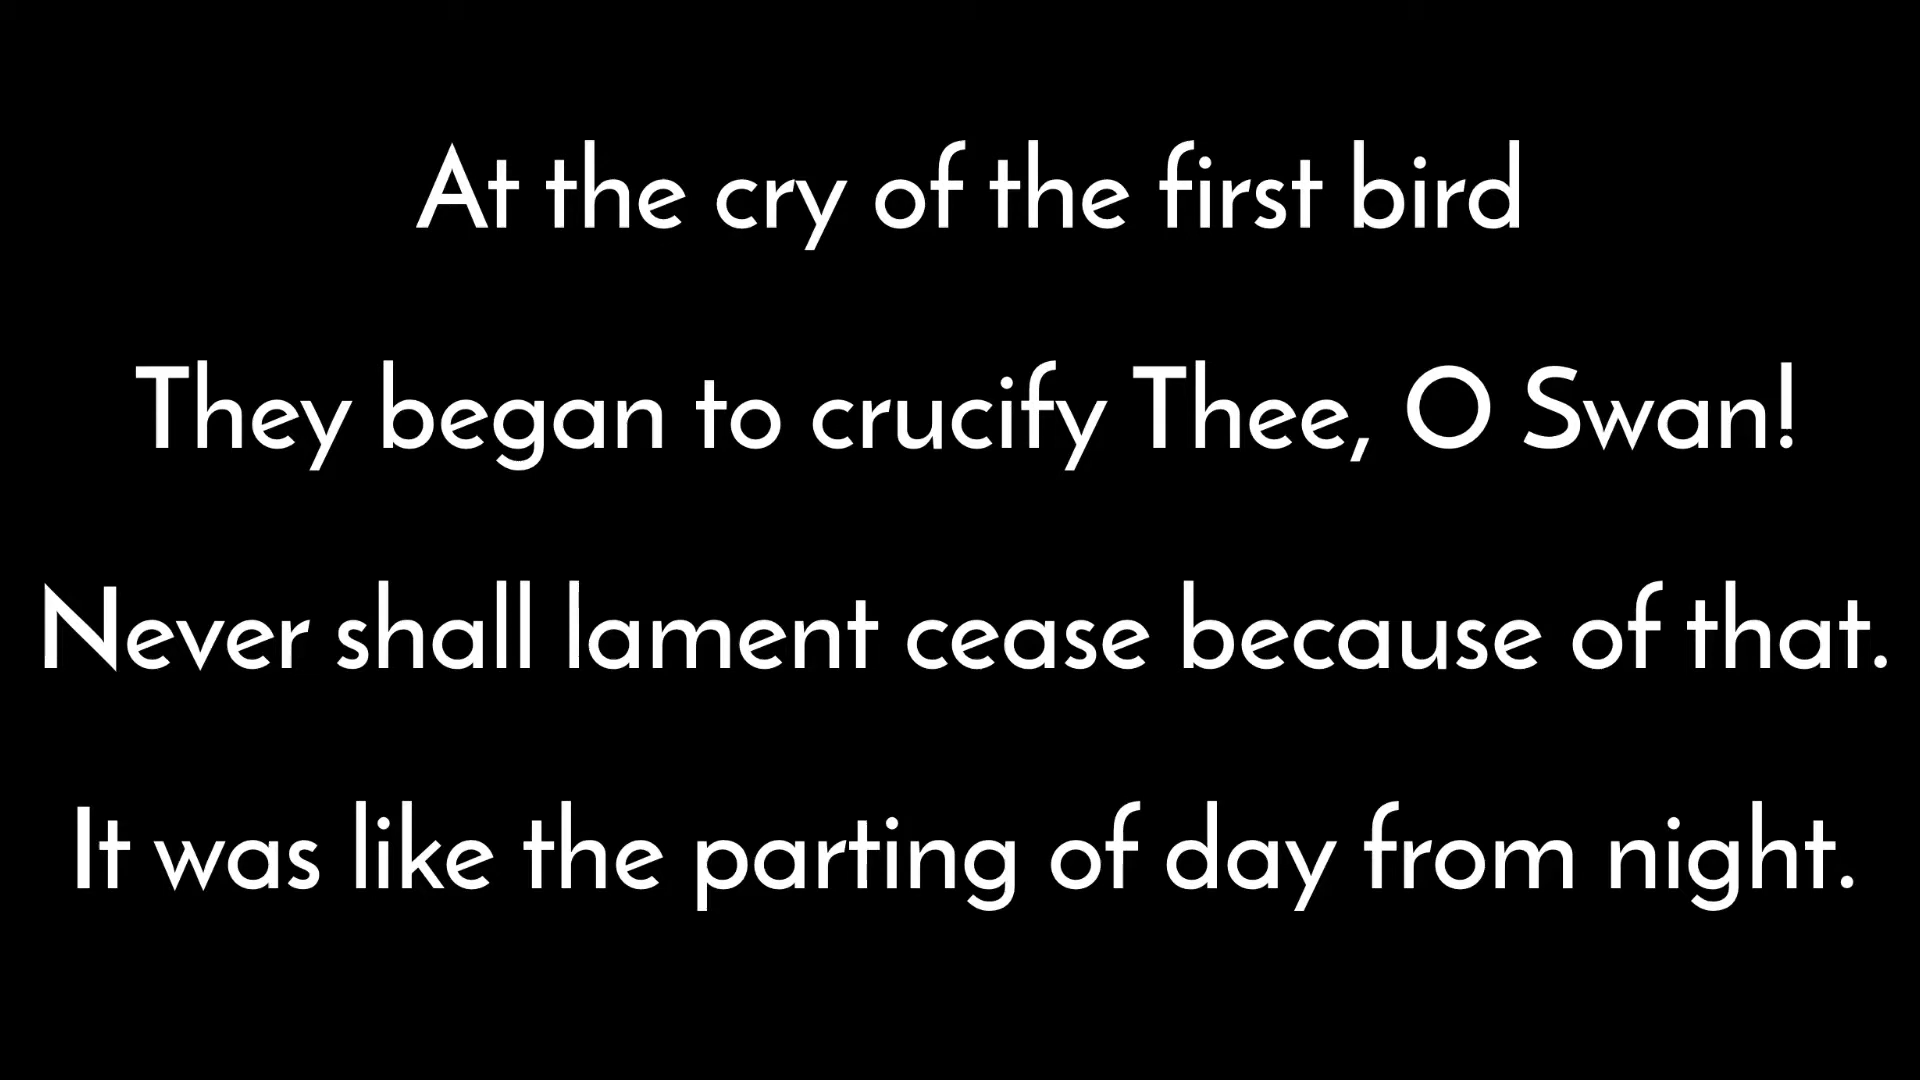 At the cry of the first bird
They began to crucify Thee, O Swan!
Never shall lament cease because of that.
It was like the parting of day from night.